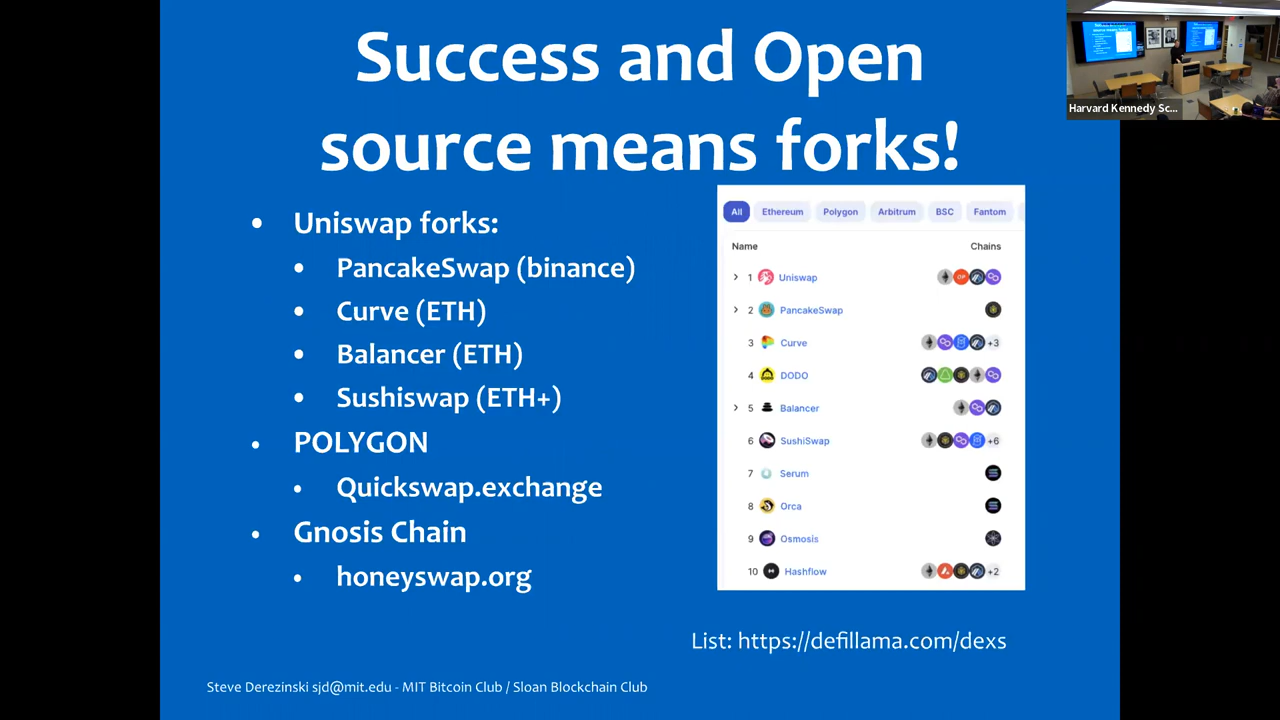 Success and Open
source means forks!
Harvard Kennedy Sc...
• Uniswap forks:
• PancakeSwap (binance)
• Curve (ETH)
• Balancer (ETH)
• Sushiswap (ETH+)
• POLYGON
• Quickswap.exchange
• Gnosis Chain
• honeyswap.org
All Ethereum Polygon Arbitrum BSC Fantom
Name Chains
1 Uniswap OP
2 PancakeSwap
3 Curve +3
4 DODO
5 Balancer
6 SushiSwap +6
7 Serum
8 Orca
9 Osmosis
10 Hashflow +2
List: https://defillama.com/dexs
Steve Derezinski sjd@mit.edu - MIT Bitcoin Club / Sloan Blockchain Club